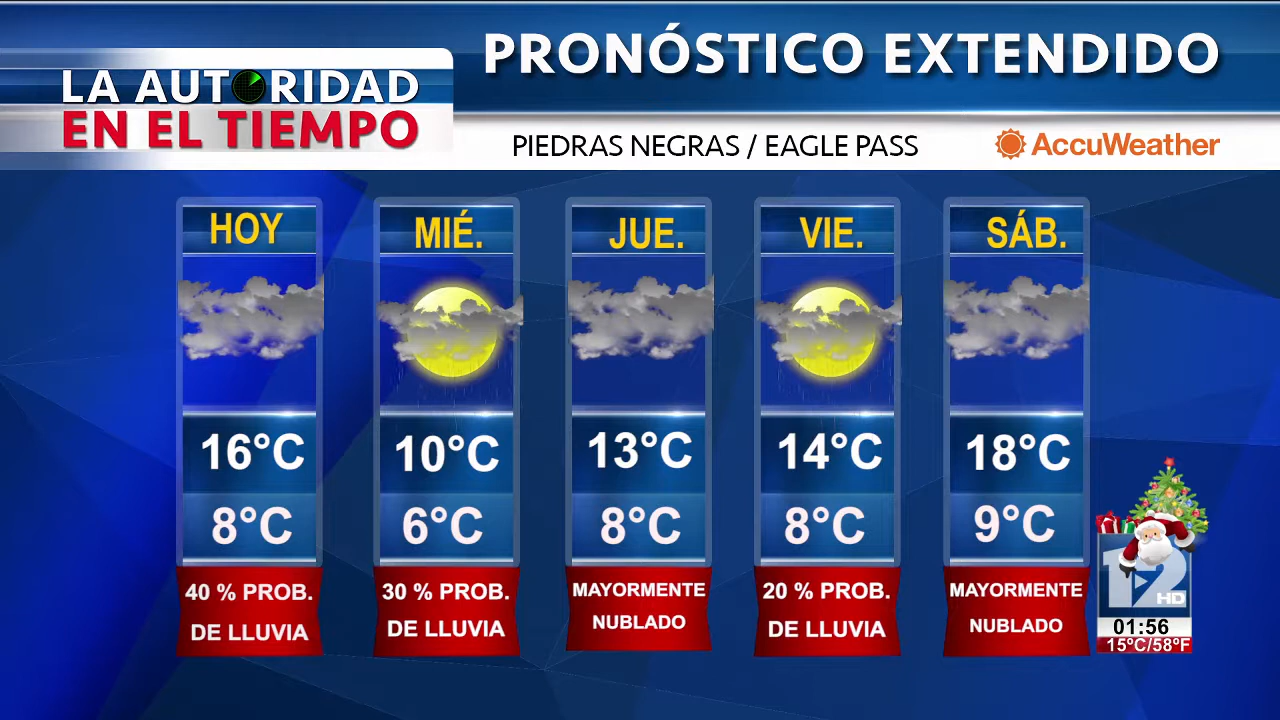 LA AUTORIDAD
EN EL TIEMPO
PRONÓSTICO EXTENDIDO
PIEDRAS NEGRAS / EAGLE PASS
AccuWeather
HOY
16°C
8°C
40 % PROB.
DE LLUVIA
MIÉ.
10°C
6°C
30 % PROB.
DE LLUVIA
JUE.
13°C
8°C
MAYORMENTE
NUBLADO
VIE.
14°C
8°C
20 % PROB.
DE LLUVIA
SÁB.
18°C
9°C
MAYORMENTE
NUBLADO
12
HD
01:56
15°C/58°F